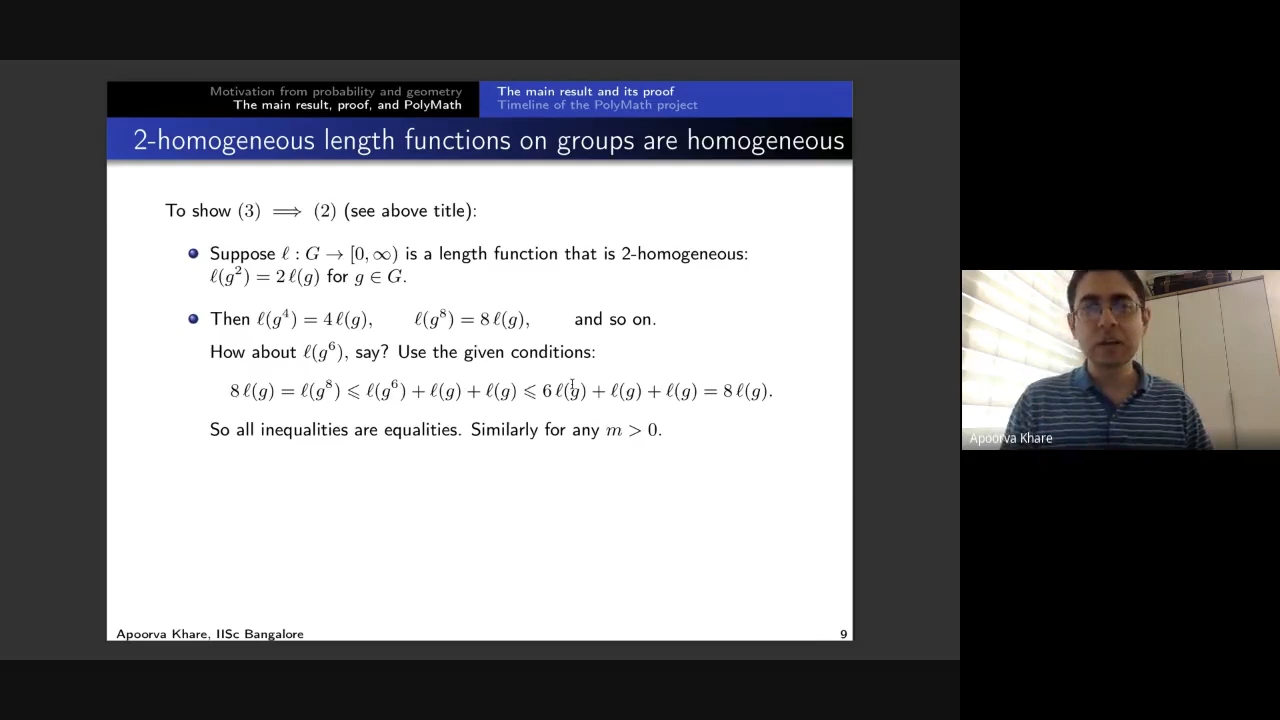 Motivation from probability and geometry
The main result, proof, and PolyMath
The main result and its proof
Timeline of the PolyMath project
2-homogeneous length functions on groups are homogeneous
To show (3) ⟹ (2) (see above title):
Suppose ℓ : G → [0, ∞) is a length function that is 2-homogeneous:
ℓ(g²) = 2 ℓ(g) for g ∈ G.
Then ℓ(g⁴) = 4 ℓ(g), ℓ(g⁸) = 8 ℓ(g), and so on.
How about ℓ(g⁶), say? Use the given conditions:
8 ℓ(g) = ℓ(g⁸) ⩽ ℓ(g⁶) + ℓ(g) + ℓ(g) ⩽ 6 ℓ(g) + ℓ(g) + ℓ(g) = 8 ℓ(g).
So all inequalities are equalities. Similarly for any m > 0.
Apoorva Khare, IISc Bangalore
9
Apoorva Khare